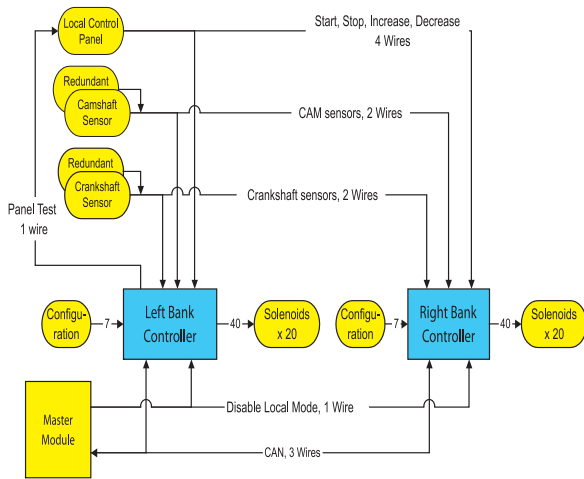 Local Control
Panel
Start, Stop, Increase, Decrease
4 Wires
Redundant
Camshaft
Sensor
CAM sensors, 2 Wires
Redundant
Crankshaft
Sensor
Crankshaft sensors, 2 Wires
Panel Test
1 wire
Configu-
ration
7
Left Bank
Controller
40
Solenoids
x 20
Configu-
ration
7
Right Bank
Controller
40
Solenoids
x 20
Master
Module
Disable Local Mode, 1 Wire
CAN, 3 Wires